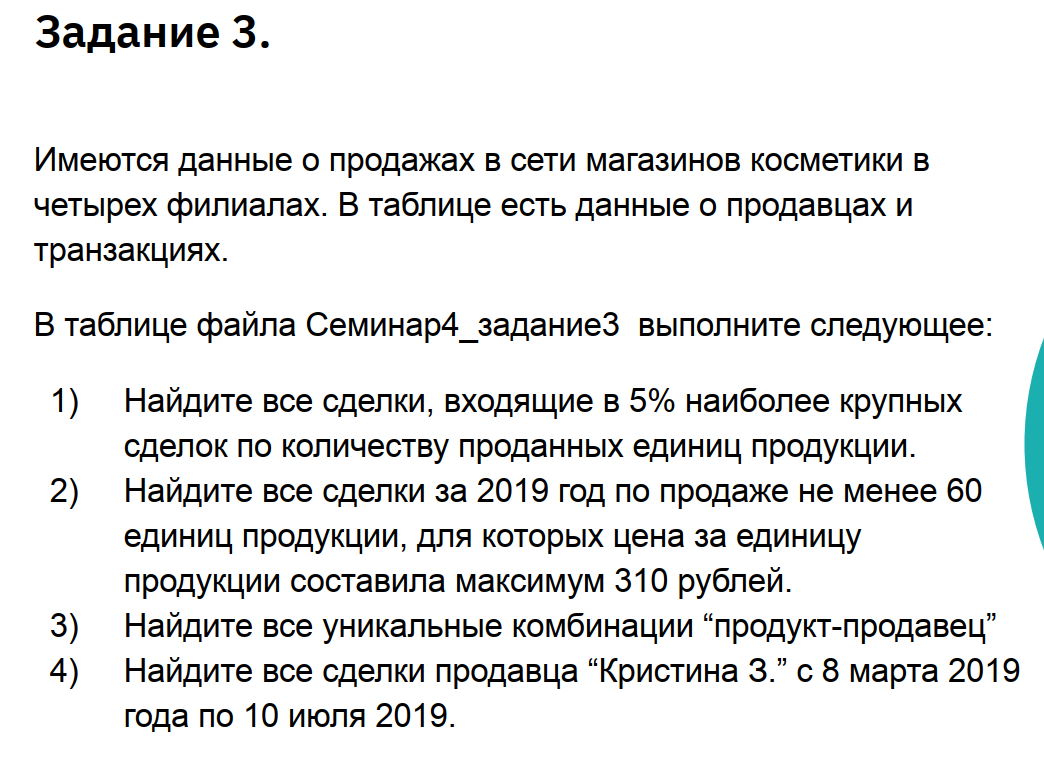 Задание 3.
Имеются данные о продажах в сети магазинов косметики в
четырех филиалах. В таблице есть данные о продавцах и
транзакциях.
В таблице файла Семинар4_задание3  выполните следующее:
1) Найдите все сделки, входящие в 5% наиболее крупных
сделок по количеству проданных единиц продукции.
2) Найдите все сделки за 2019 год по продаже не менее 60
единиц продукции, для которых цена за единицу
продукции составила максимум 310 рублей.
3) Найдите все уникальные комбинации “продукт-продавец”
4) Найдите все сделки продавца “Кристина З.” с 8 марта 2019
года по 10 июля 2019.